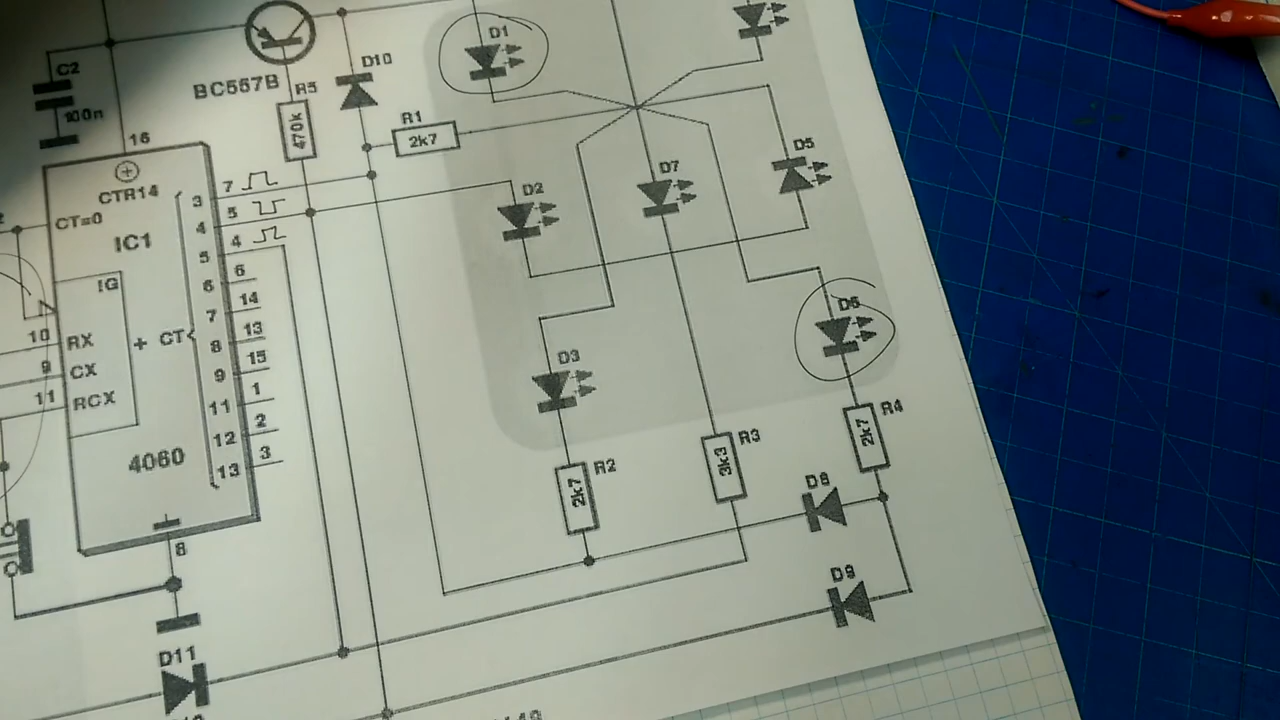 C2
100n
BC557B
R5
470k
D10
R1
2k7
D1
D2
D7
D5
D6
D3
R2
2k7
R3
3k3
R4
2k7
D8
D9
D11
16
CTR14
CT=0
IC1
IG
RX
CX
RCX
+ CT
4060
10
9
11
8
3
4
5
6
7
8
9
11
12
13
7
5
4
6
14
13
15
1
2
3